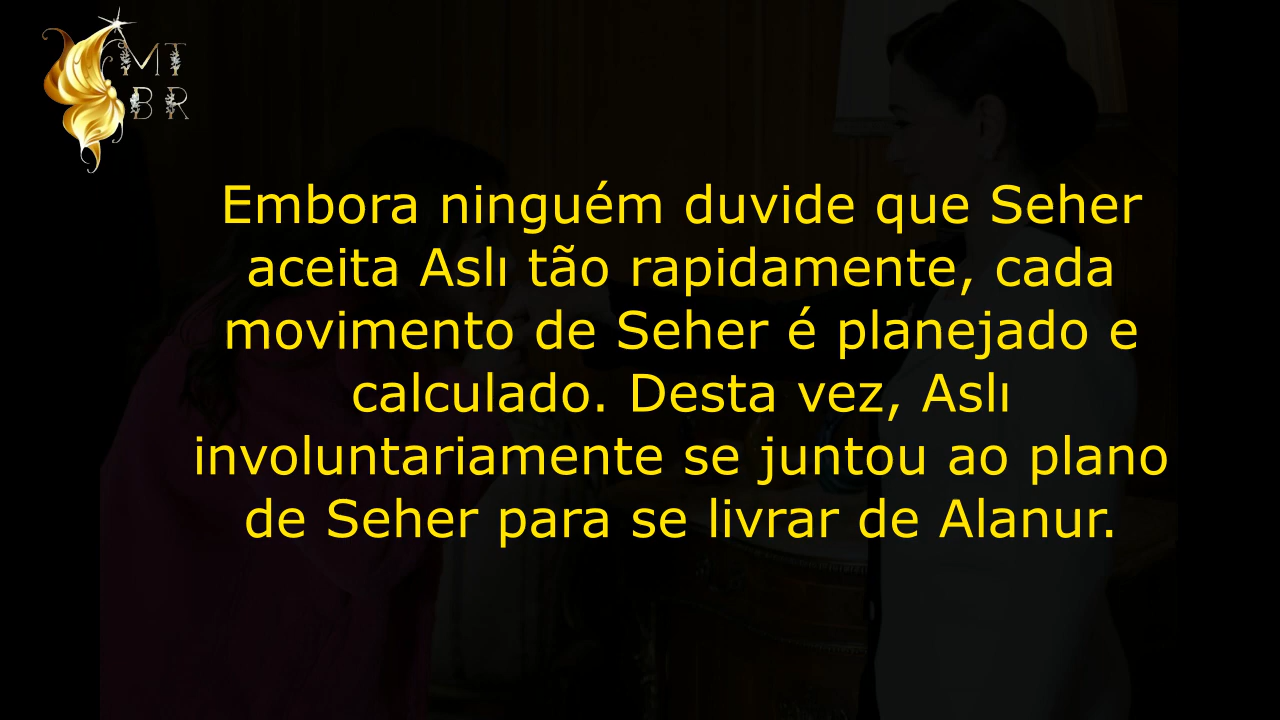 MT
BR
Embora ninguém duvide que Seher
aceita Aslı tão rapidamente, cada
movimento de Seher é planejado e
calculado. Desta vez, Aslı
involuntariamente se juntou ao plano
de Seher para se livrar de Alanur.